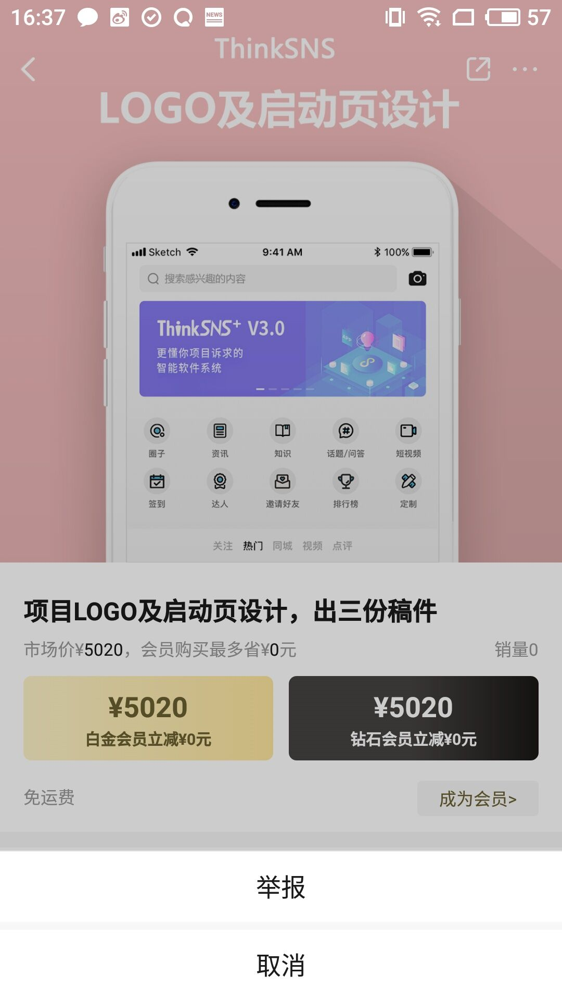 16:37
NEWS
57
ThinkSNS
LOGO及启动页设计
Sketch
9:41 AM
100%
搜索感兴趣的内容
ThinkSNS+ V3.0
更懂你项目诉求的
智能软件系统
APP
圈子 资讯 知识 话题/问答 短视频
签到 达人 邀请好友 排行榜 定制
关注 热门 同城 视频 点评
项目LOGO及启动页设计，出三份稿件
市场价¥5020，会员购买最多省¥0元 销量0
¥5020 ¥5020
白金会员立减¥0元 钻石会员立减¥0元
免运费 成为会员>
举报
取消